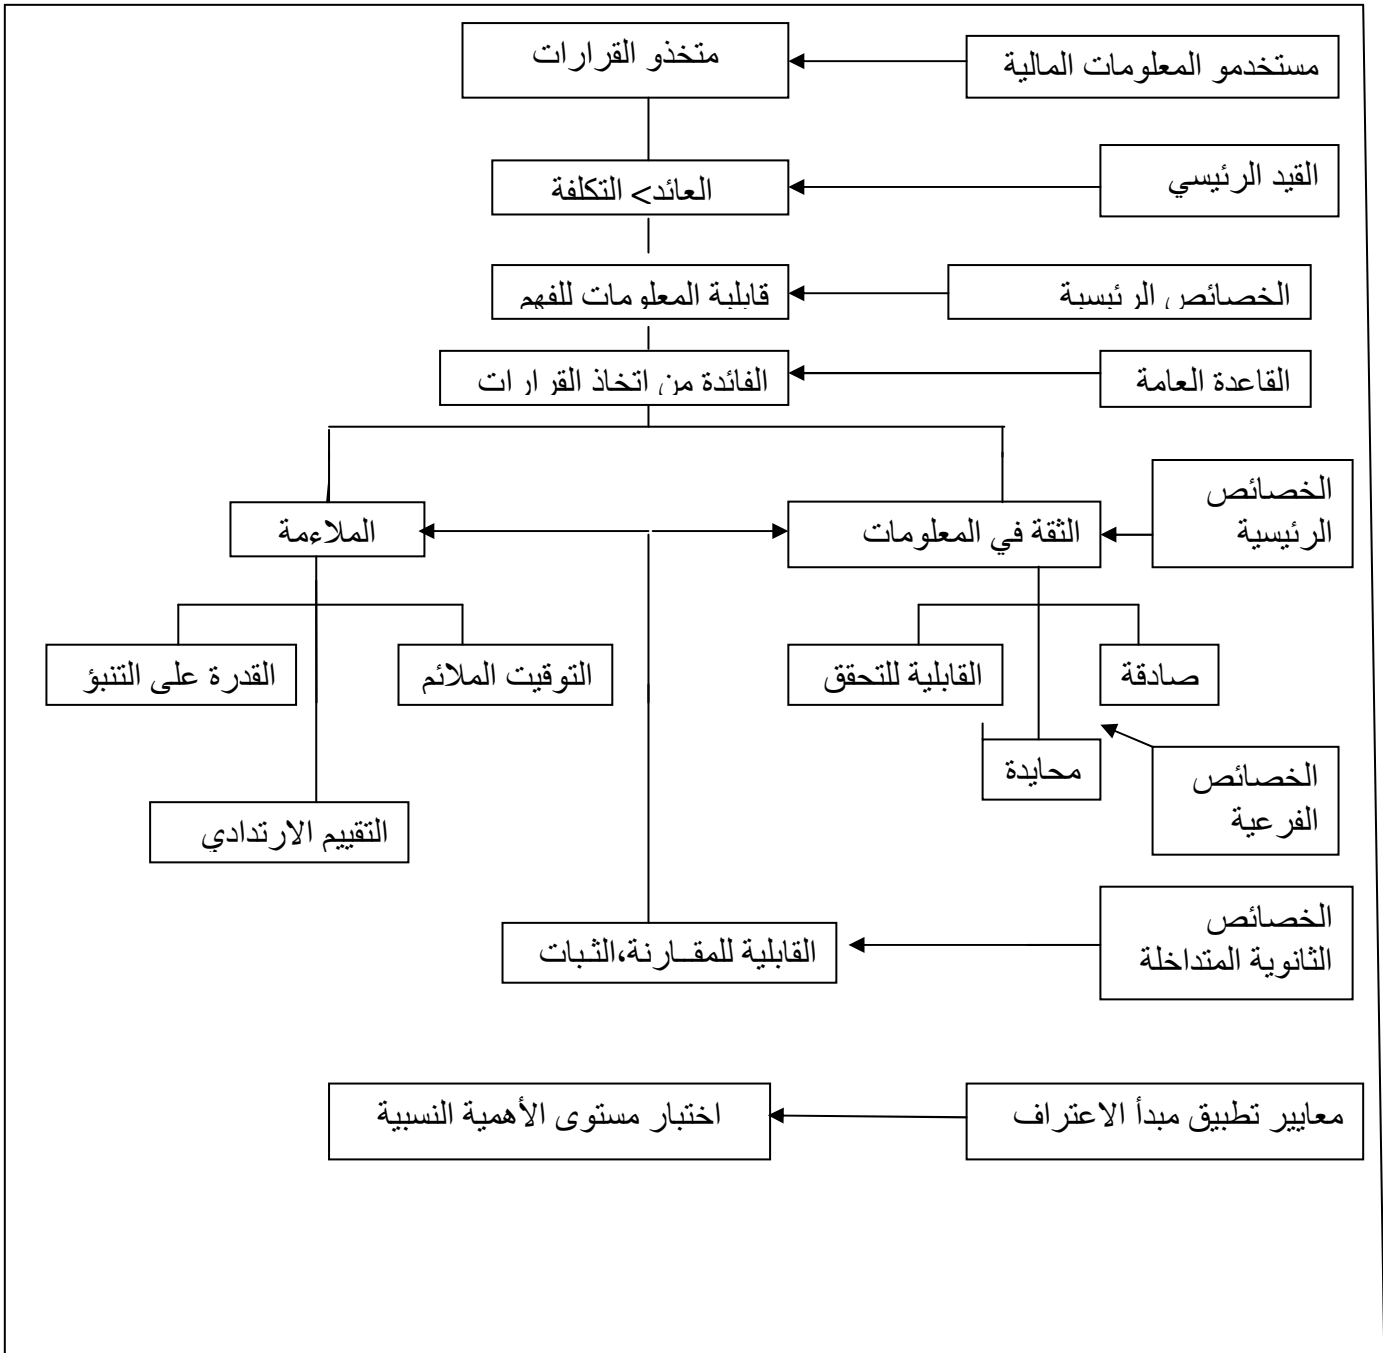 مستخدمو المعلومات المالية
متخذو القرارات
القيد الرئيسي
العائد> التكلفة
الخصائص الرئيسية
قابلية المعلومات للفهم
القاعدة العامة
الفائدة من اتخاذ القرارات
الخصائص
الرئيسية
الثقة في المعلومات
الملاءمة
صادقة
القابلية للتحقق
التوقيت الملائم
القدرة على التنبؤ
محايدة
الخصائص
الفرعية
التقييم الارتدادي
الخصائص
الثانوية المتداخلة
القابلية للمقــارنة،الثبات
معايير تطبيق مبدأ الاعتراف
اختبار مستوى الأهمية النسبية